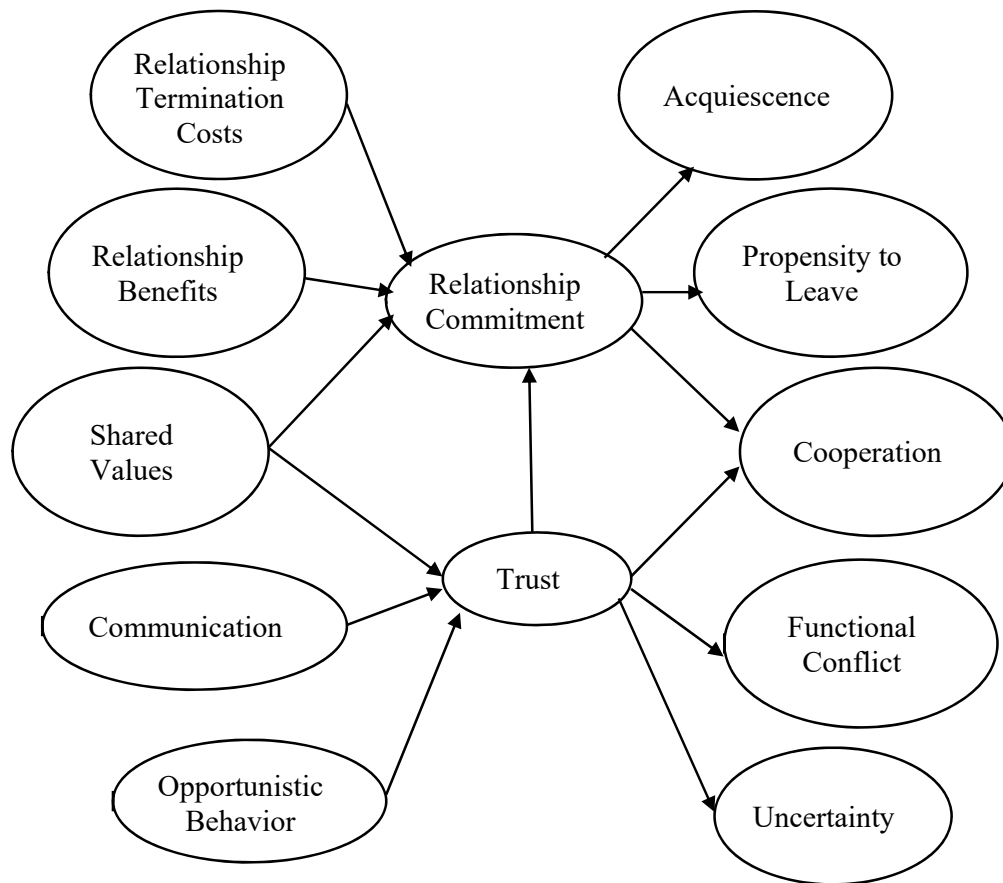 Relationship
Termination
Costs
Acquiescence
Relationship
Benefits
Relationship
Commitment
Propensity to
Leave
Shared
Values
Cooperation
Trust
Communication
Functional
Conflict
Opportunistic
Behavior
Uncertainty